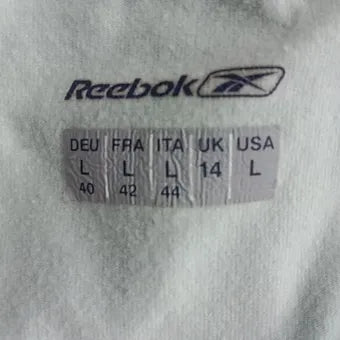 Reebok
DEU FRA ITA UK USA
L L L 14 L
40 42 44